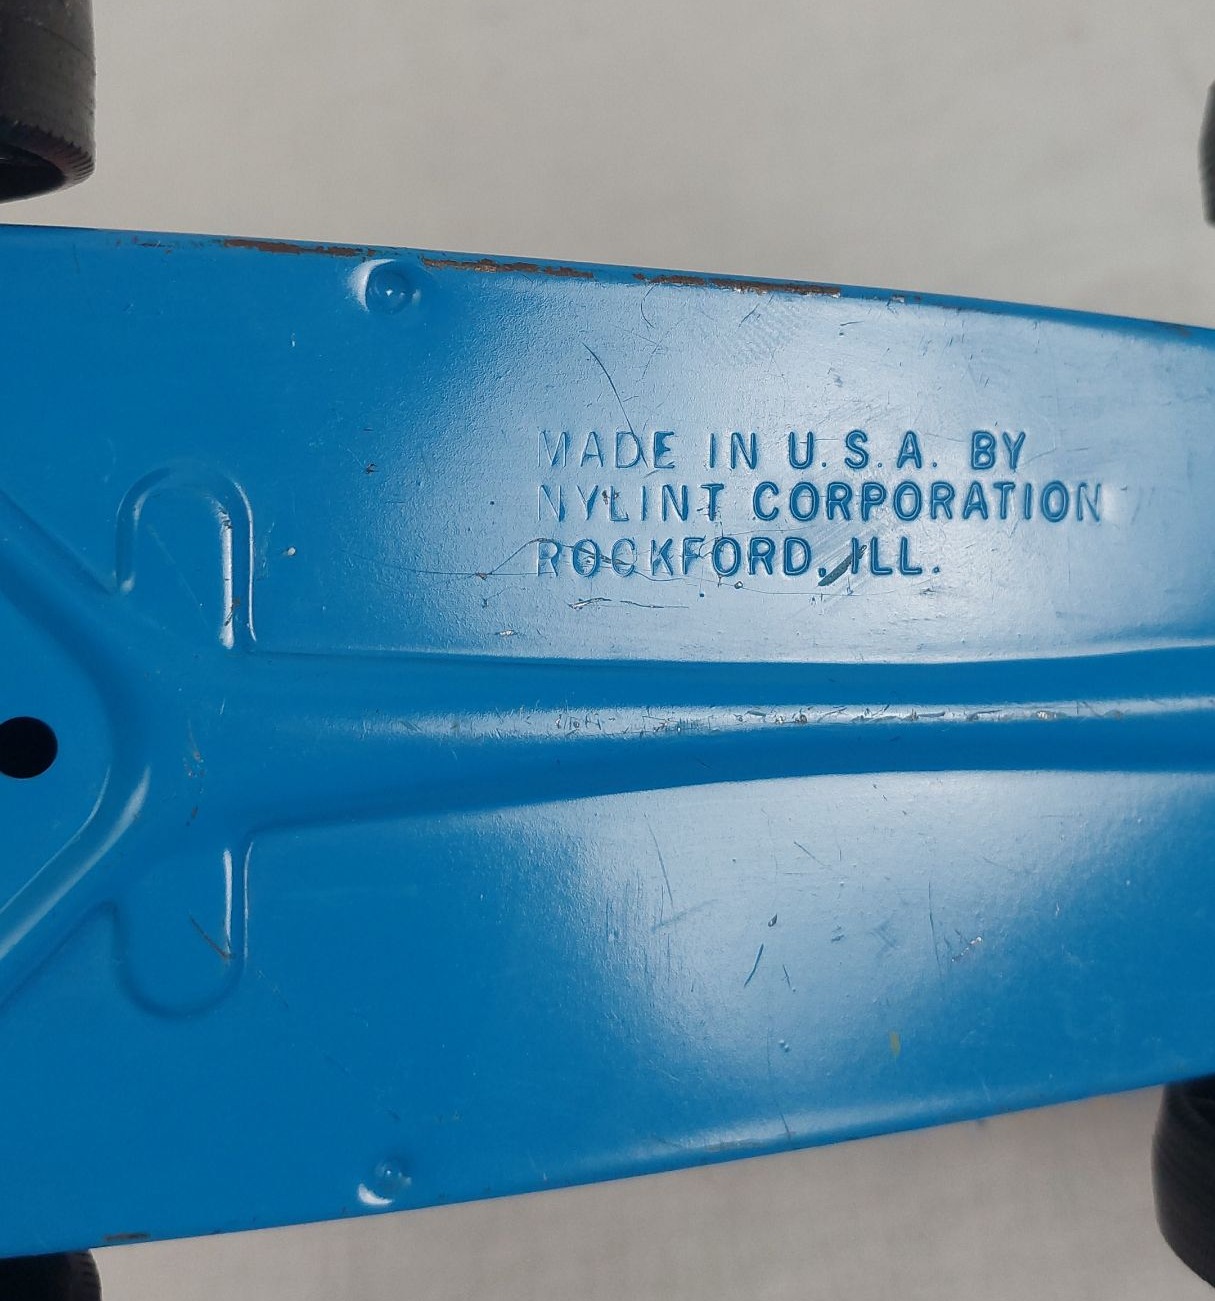 MADE IN U.S.A. BY
NYLINT CORPORATION
ROCKFORD, ILL.